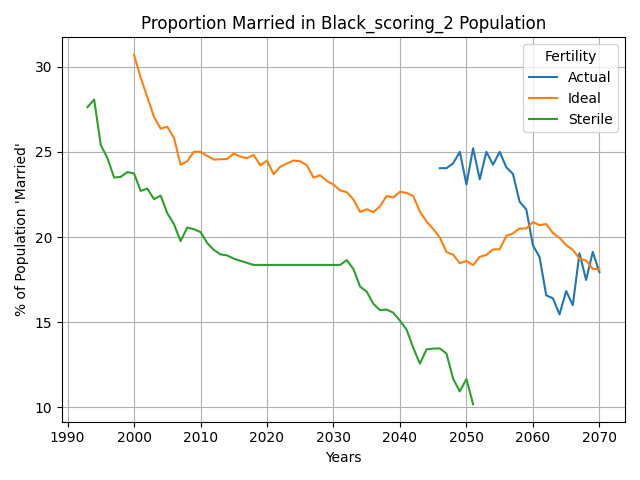 Proportion Married in Black_scoring_2 Population
Fertility
Actual
Ideal
Sterile
% of Population 'Married'
30
25
20
15
10
1990 2000 2010 2020 2030 2040 2050 2060 2070
Years